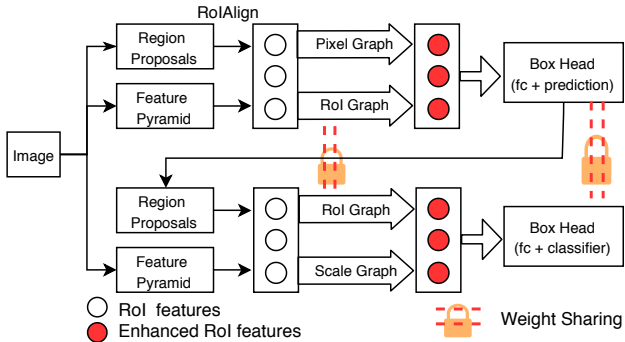 RoIAlign
Region
Proposals
Pixel Graph
Feature
Pyramid
RoI Graph
Box Head
(fc + prediction)
Image
Region
Proposals
RoI Graph
Feature
Pyramid
Scale Graph
Box Head
(fc + classifier)
RoI features
Enhanced RoI features
Weight Sharing